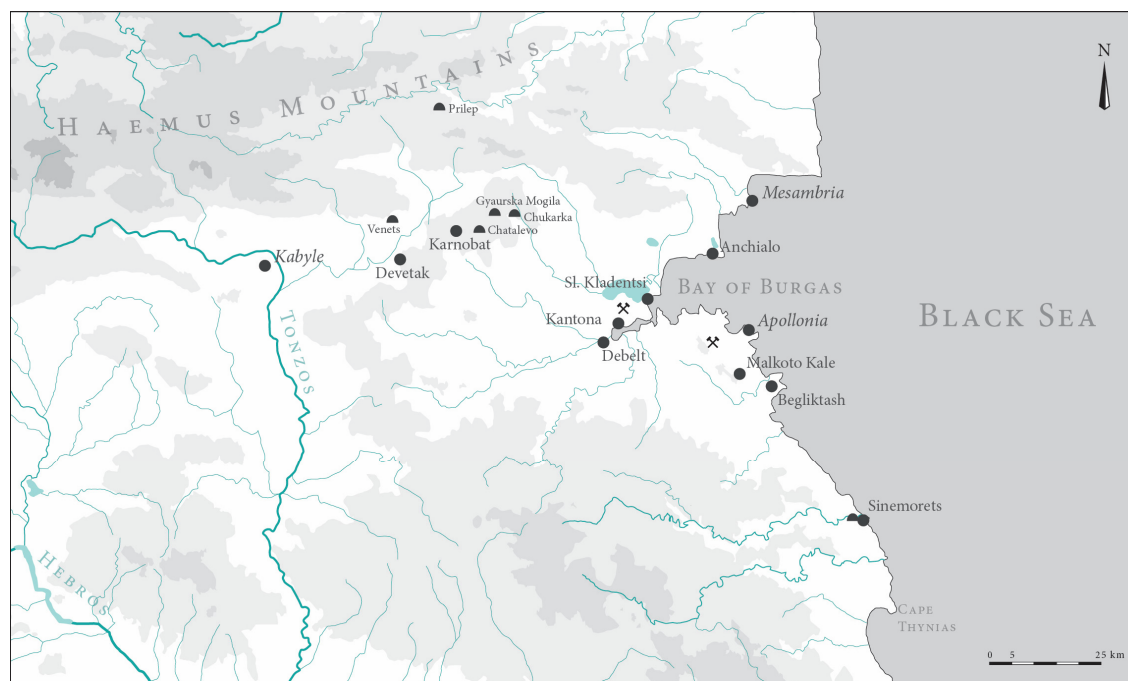 N
HAEMUS MOUNTAINS
Prilep
Mesambria
Gyaurska Mogila
Chukarka
Venets
Chatalevo
Karnobat
Anchialo
Kabyle
Devetak
Sl. Kladentsi
BAY OF BURGAS
BLACK SEA
Kantona
Apollonia
TONZOS
Debelt
Malkoto Kale
Begliktash
Sinemorets
HEBROS
CAPE
THYNIAS
0 5 25 km